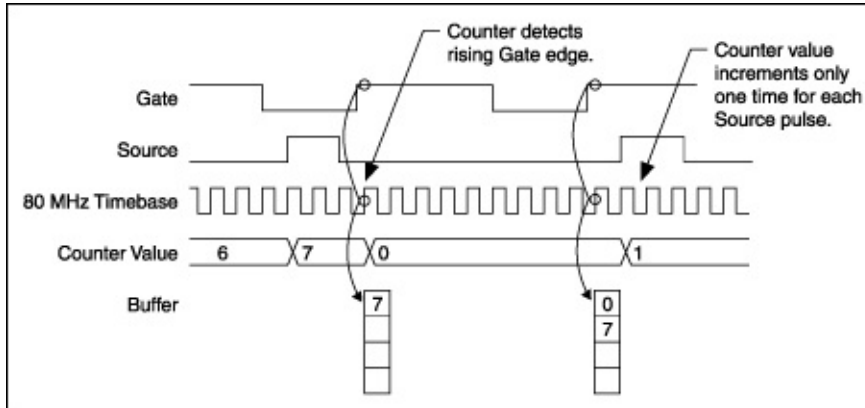 Counter detects
rising Gate edge.
Counter value
increments only
one time for each
Source pulse.
Gate
Source
80 MHz Timebase
Counter Value
6
7
0
1
Buffer
7
0
7